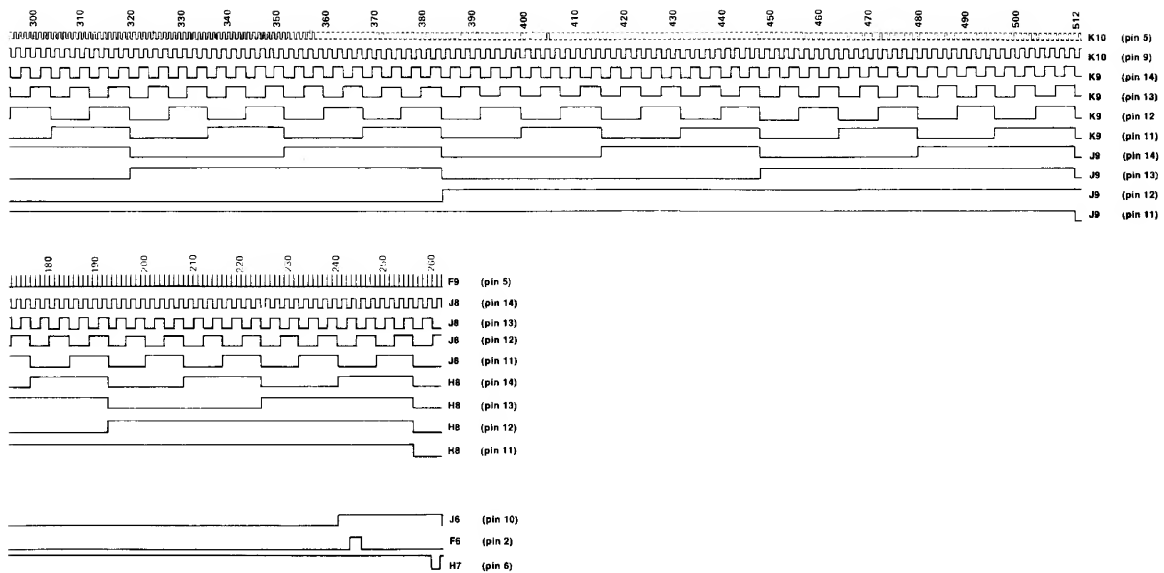 300 310 320 330 340 350 360 370 380 390 400 410 420 430 440 450 460 470 480 490 500 512
K10 (pin 5)
K10 (pin 9)
K9 (pin 14)
K9 (pin 13)
K9 (pin 12
K9 (pin 11)
J9 (pin 14)
J9 (pin 13)
J9 (pin 12)
J9 (pin 11)
180 190 200 210 220 230 240 250 260
F9 (pin 5)
J8 (pin 14)
J8 (pin 13)
J8 (pin 12)
J8 (pin 11)
H8 (pin 14)
H8 (pin 13)
H8 (pin 12)
H8 (pin 11)
J6 (pin 10)
F6 (pin 2)
H7 (pin 6)